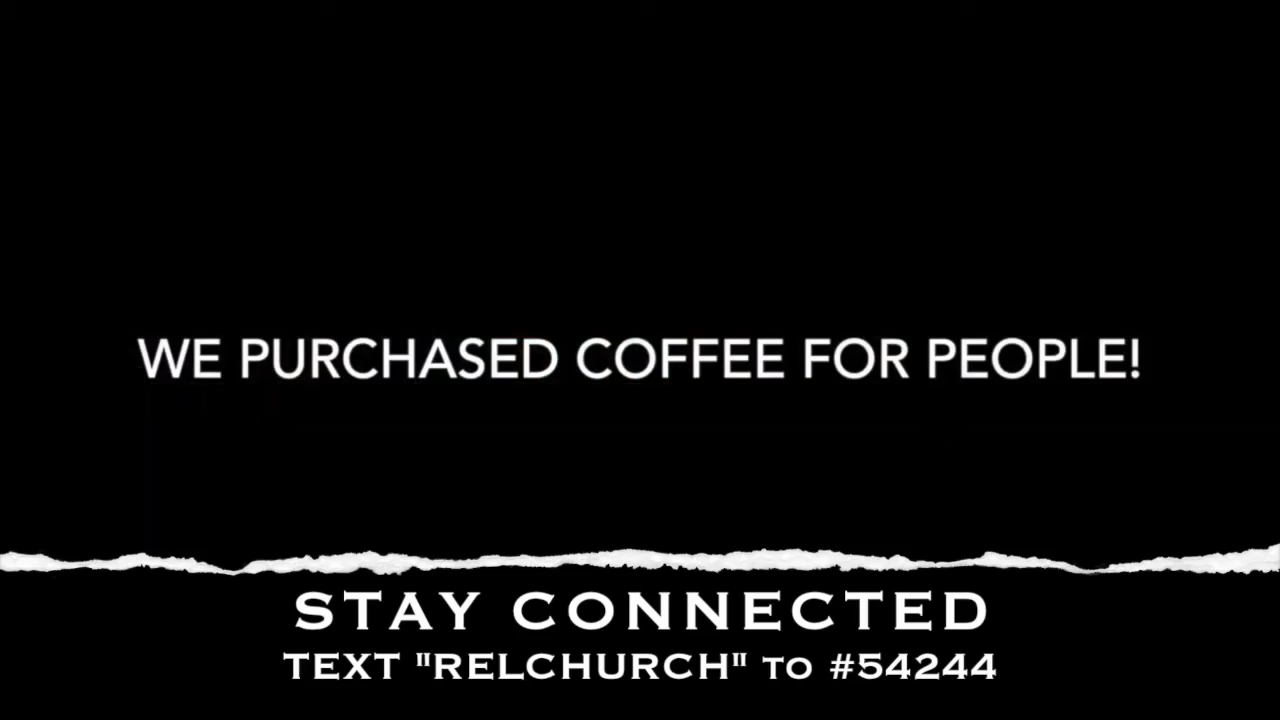 WE PURCHASED COFFEE FOR PEOPLE!
STAY CONNECTED
TEXT "RELCHURCH" TO #54244